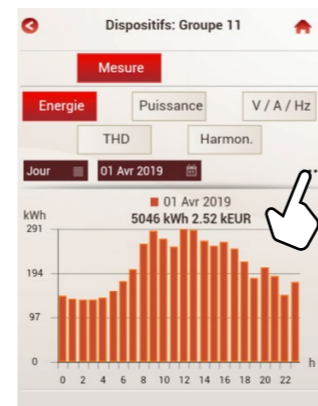 Dispositifs: Groupe 11
Mesure
Energie Puissance V / A / Hz
THD Harmon.
Jour 01 Avr 2019
01 Avr 2019
kWh 5046 kWh 2.52 kEUR
291
194
97
0
h
0 2 4 6 8 10 12 14 16 18 20 22